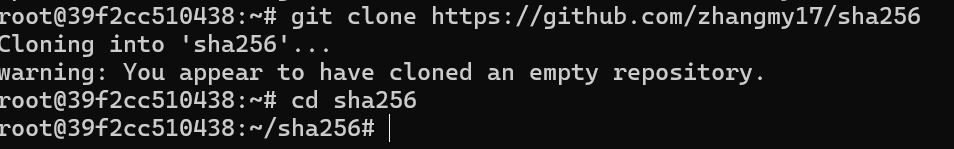 root@39f2cc510438:~# git clone https://github.com/zhangmy17/sha256
Cloning into 'sha256'...
warning: You appear to have cloned an empty repository.
root@39f2cc510438:~# cd sha256
root@39f2cc510438:~/sha256#